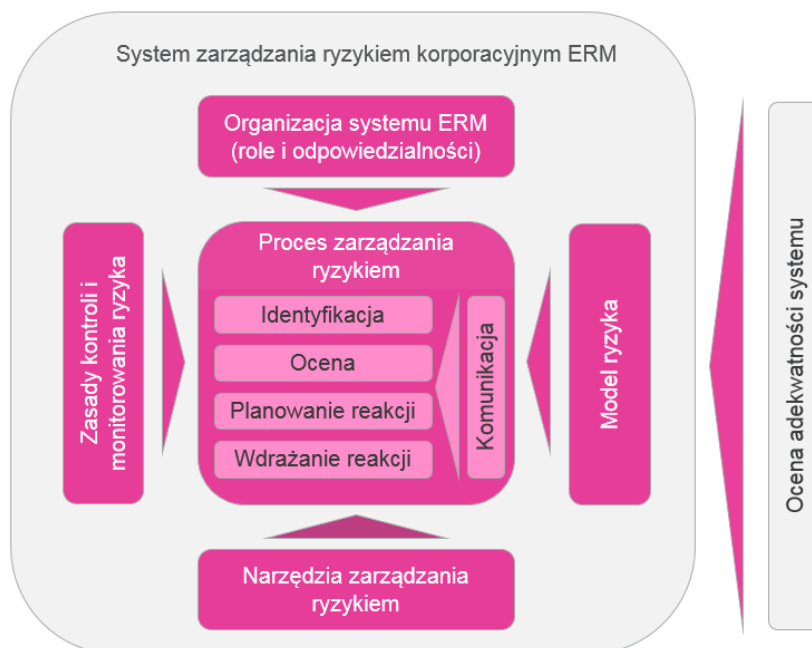 System zarządzania ryzykiem korporacyjnym ERM
Organizacja systemu ERM
(role i odpowiedzialności)
Zasady kontroli i
monitorowania ryzyka
Proces zarządzania
ryzykiem
Identyfikacja
Ocena
Planowanie reakcji
Wdrażanie reakcji
Komunikacja
Model ryzyka
Narzędzia zarządzania
ryzykiem
Ocena adekwatności systemu